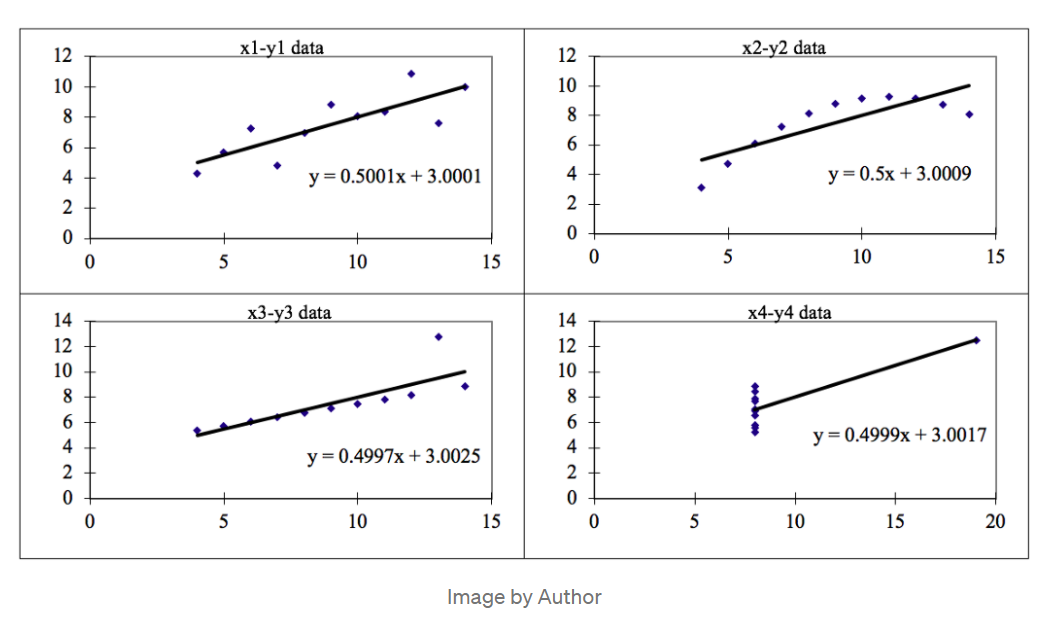 x1-y1 data
12
10
8
6
4
2
0
0 5 10 15
y = 0.5001x + 3.0001
x2-y2 data
12
10
8
6
4
2
0
0 5 10 15
y = 0.5x + 3.0009
x3-y3 data
14
12
10
8
6
4
2
0
0 5 10 15
y = 0.4997x + 3.0025
x4-y4 data
14
12
10
8
6
4
2
0
0 5 10 15 20
y = 0.4999x + 3.0017
Image by Author